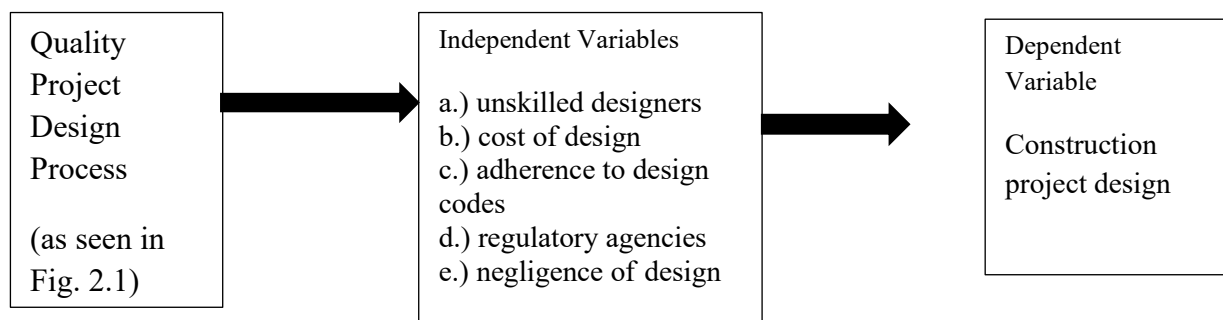 Quality
Project
Design
Process
(as seen in
Fig. 2.1)
Independent Variables
a.) unskilled designers
b.) cost of design
c.) adherence to design
codes
d.) regulatory agencies
e.) negligence of design
Dependent
Variable
Construction
project design